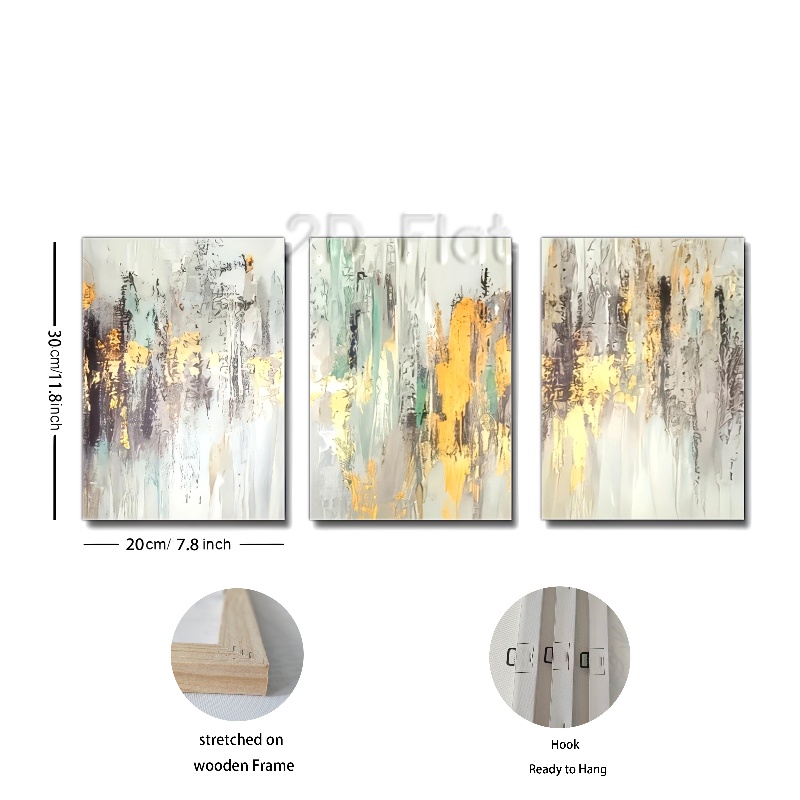 2D Flat
30cm/11.8inch
20cm/ 7.8 inch
stretched on
wooden Frame
Hook
Ready to Hang